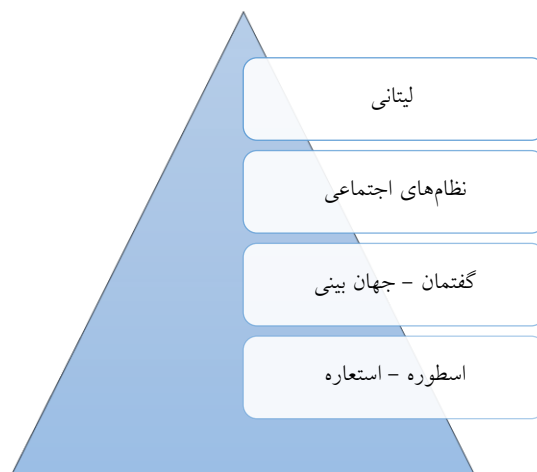 لیتانی
نظام‌های اجتماعی
گفتمان – جهان بینی
اسطوره – استعاره